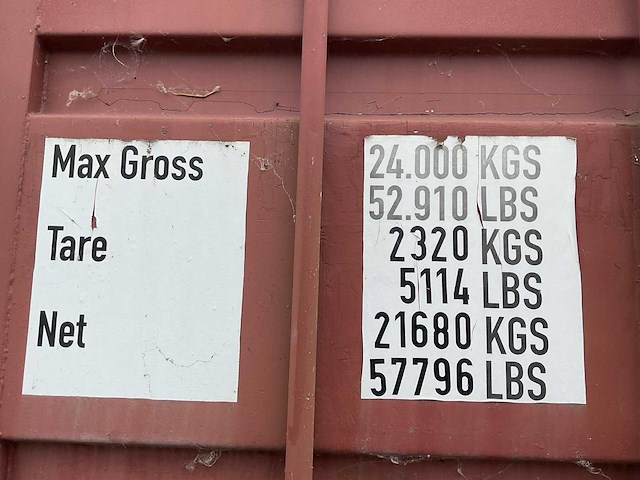 Max Gross 24.000 KGS
52.910 LBS
Tare 2320 KGS
5114 LBS
Net 21680 KGS
57796 LBS